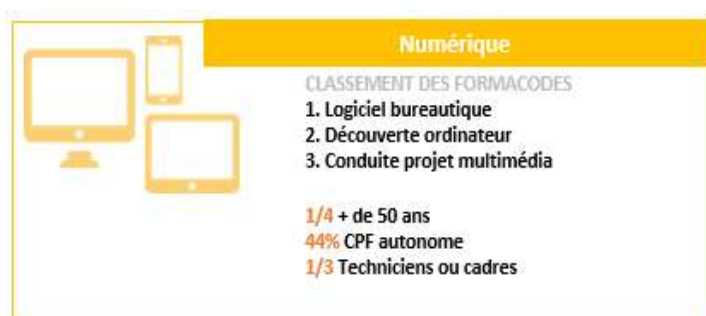 Numérique
CLASSEMENT DES FORMACODES
1. Logiciel bureautique
2. Découverte ordinateur
3. Conduite projet multimédia
1/4 + de 50 ans
44% CPF autonome
1/3 Techniciens ou cadres